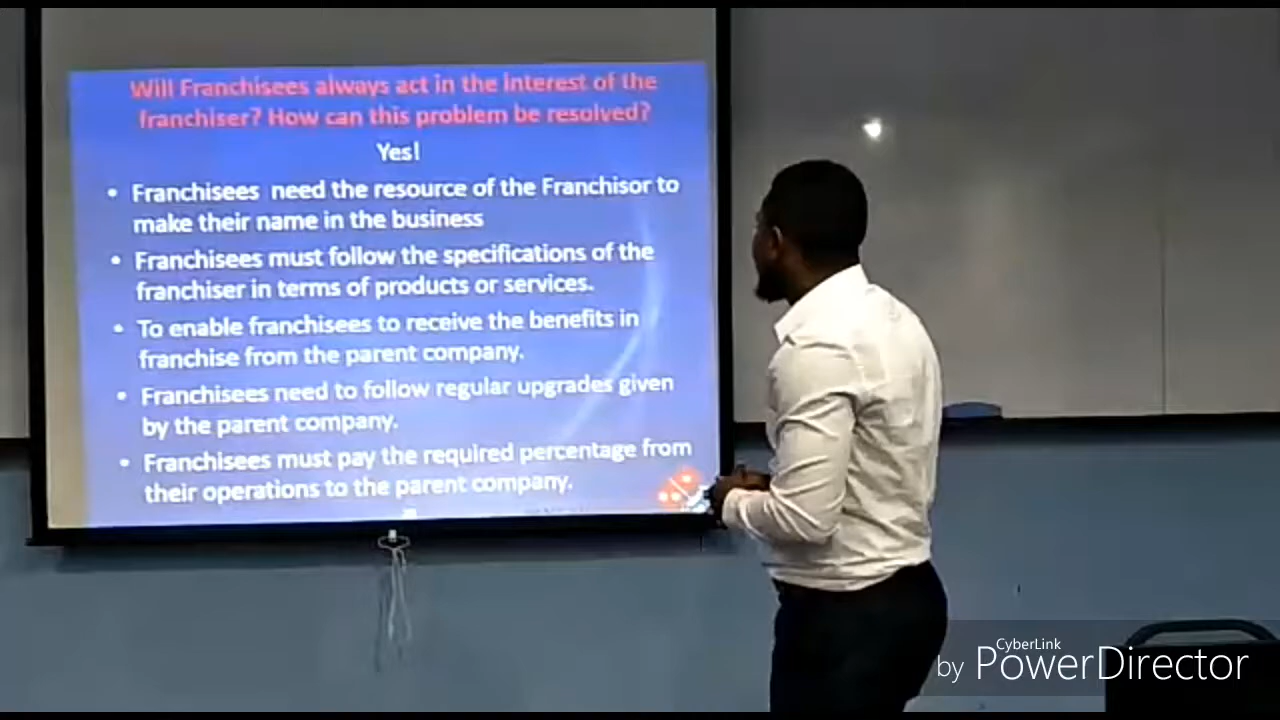 Will Franchisees always act in the interest of the
franchiser? How can this problem be resolved?
Yes!
• Franchisees need the resource of the Franchisor to
make their name in the business
• Franchisees must follow the specifications of the
franchiser in terms of products or services.
• To enable franchisees to receive the benefits in
franchise from the parent company.
• Franchisees need to follow regular upgrades given
by the parent company.
• Franchisees must pay the required percentage from
their operations to the parent company.
CyberLink
by PowerDirector